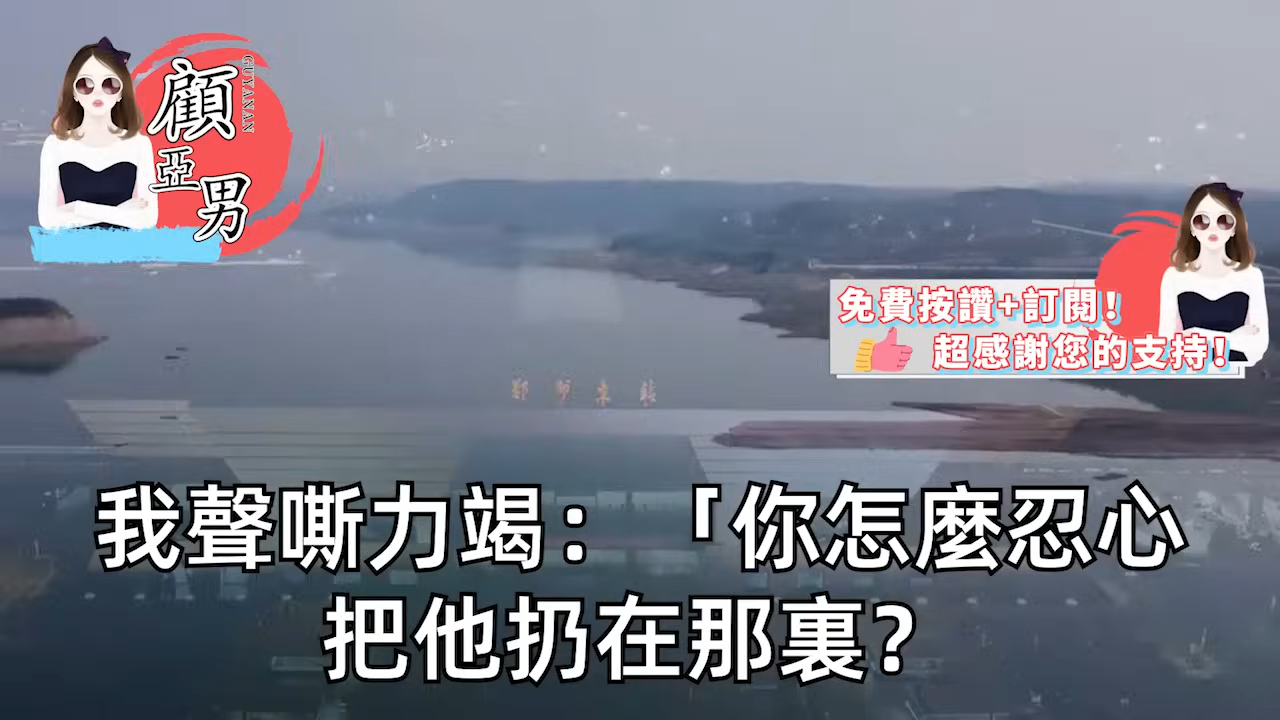 顧亞男
GUYANAN
免費按讚+訂閱!
超感謝您的支持!
我聲嘶力竭：「你怎麼忍心
把他扔在那裏?